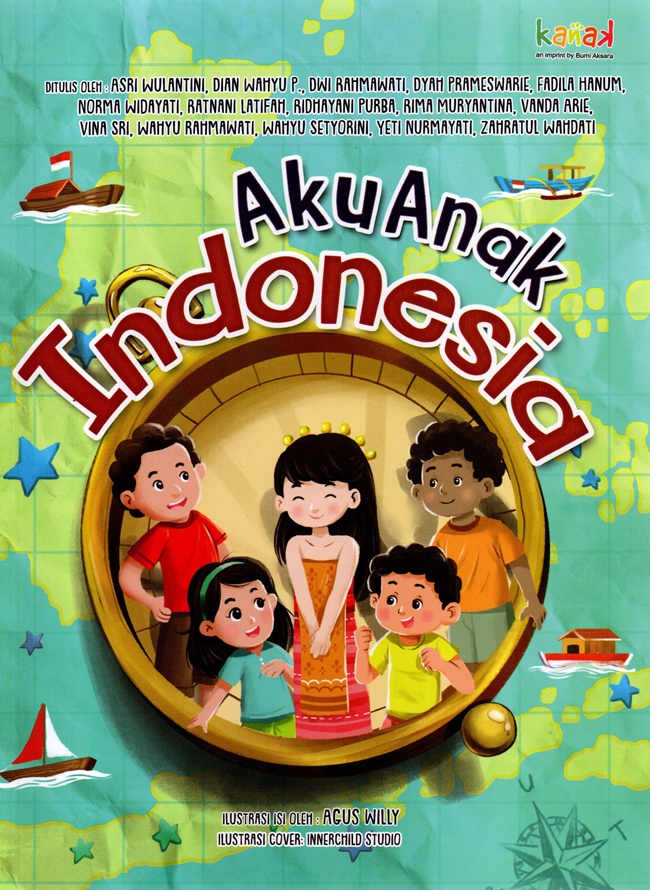 kanak
an imprint by Bumi Aksara
DITULIS OLEH : ASRI WULANTINI, DIAN WAHYU P., DWI RAHMAWATI, DYAH PRAMESWARIE, FADILA HANUM,
NORMA WIDAYATI, RATNANI LATIFAH, RIDHAYANI PURBA, RIMA MURYANTINA, VANDA ARIE,
VINA SRI, WAHYU RAHMAWATI, WAHYU SETYORINI, YETI NURMAYATI, ZAHRATUL WAHDATI
Aku Anak
Indonesia
ILUSTRASI ISI OLEH : AGUS WILLY
ILUSTRASI COVER: INNERCHILD STUDIO
U
T